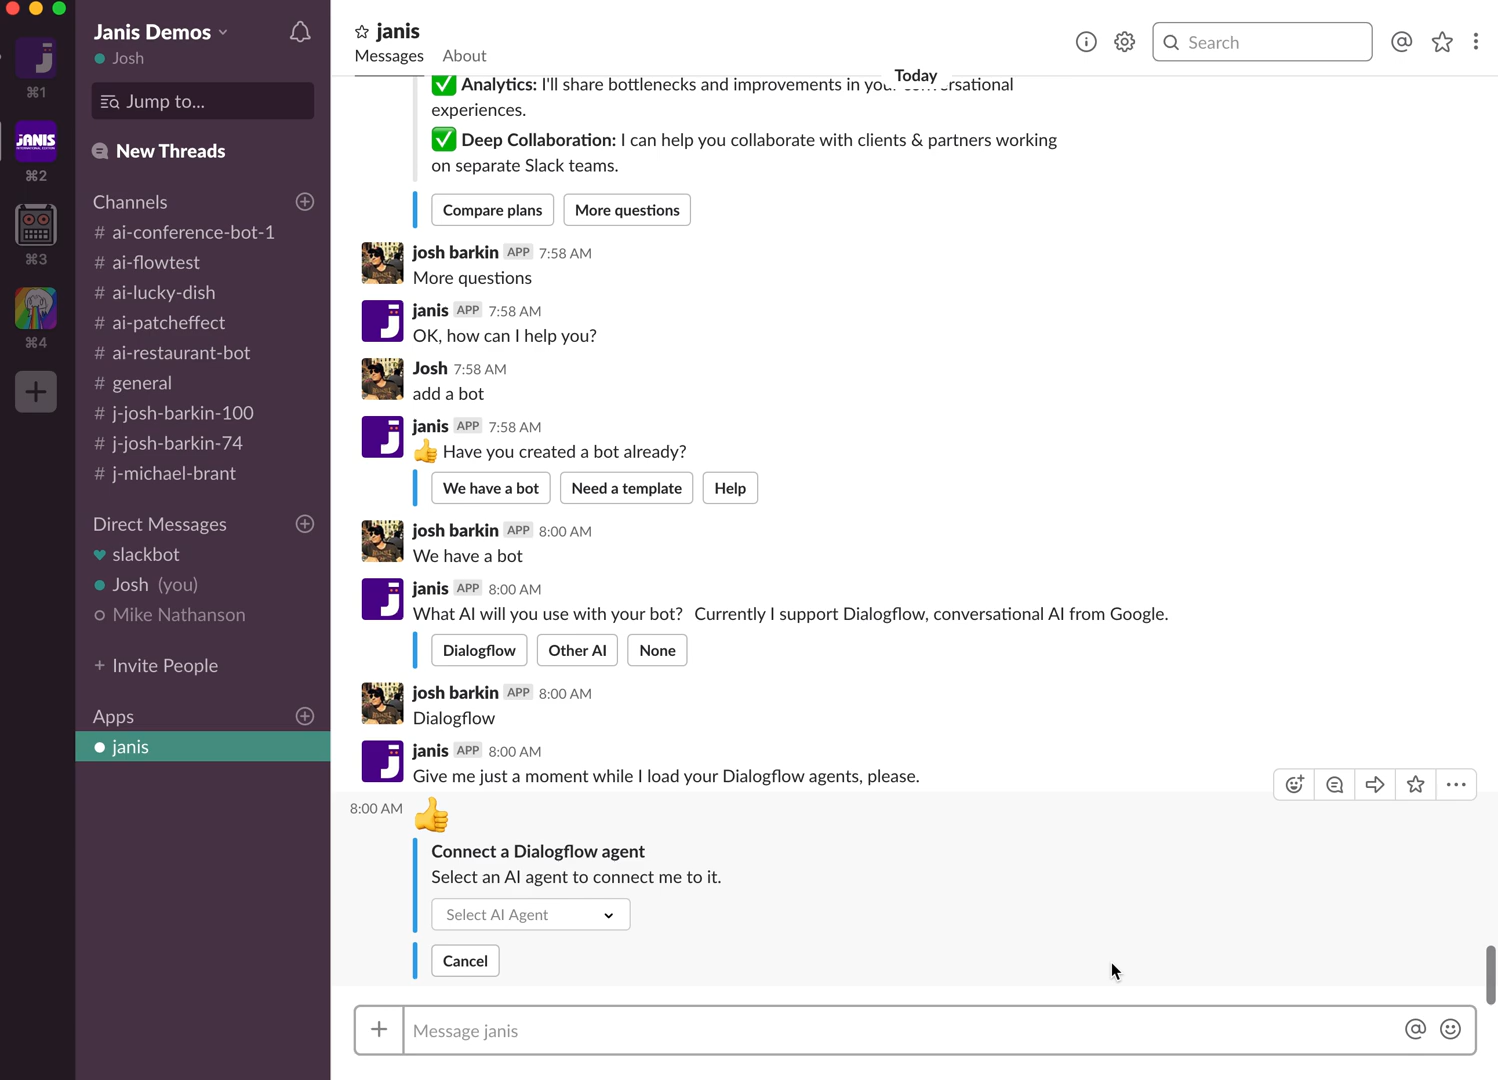 ⌘1
JANIS
⌘2
⌘3
⌘4
Janis Demos
Josh
Jump to...
New Threads
Channels
# ai-conference-bot-1
# ai-flowtest
# ai-lucky-dish
# ai-patcheffect
# ai-restaurant-bot
# general
# j-josh-barkin-100
# j-josh-barkin-74
# j-michael-brant
Direct Messages
slackbot
Josh (you)
Mike Nathanson
+ Invite People
Apps
janis
janis
Messages About
Search
Today
Analytics: I'll share bottlenecks and improvements in your conversational
experiences.
Deep Collaboration: I can help you collaborate with clients & partners working
on separate Slack teams.
Compare plans More questions
josh barkin APP 7:58 AM
More questions
janis APP 7:58 AM
OK, how can I help you?
Josh 7:58 AM
add a bot
janis APP 7:58 AM
👍 Have you created a bot already?
We have a bot Need a template Help
josh barkin APP 8:00 AM
We have a bot
janis APP 8:00 AM
What AI will you use with your bot? Currently I support Dialogflow, conversational AI from Google.
Dialogflow Other AI None
josh barkin APP 8:00 AM
Dialogflow
janis APP 8:00 AM
Give me just a moment while I load your Dialogflow agents, please.
8:00 AM 👍
Connect a Dialogflow agent
Select an AI agent to connect me to it.
Select AI Agent
Cancel
+ Message janis